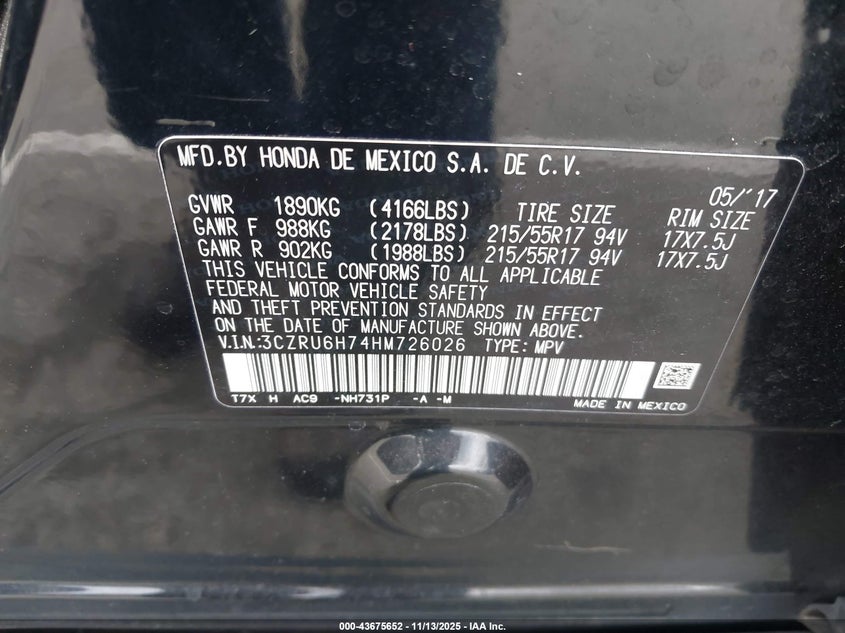 MFD.BY HONDA DE MEXICO S.A. DE C.V.
05/'17
GVWR 1890KG (4166LBS) TIRE SIZE RIM SIZE
GAWR F 988KG (2178LBS) 215/55R17 94V 17X7.5J
GAWR R 902KG (1988LBS) 215/55R17 94V 17X7.5J
THIS VEHICLE CONFORMS TO ALL APPLICABLE
FEDERAL MOTOR VEHICLE SAFETY
AND THEFT PREVENTION STANDARDS IN EFFECT
ON THE DATE OF MANUFACTURE SHOWN ABOVE.
V.I.N.:3CZRU6H74HM726026 TYPE: MPV
T7X H AC9 -NH731P -A -M
MADE IN MEXICO
000-43675652 - 11/13/2025 - IAA Inc.